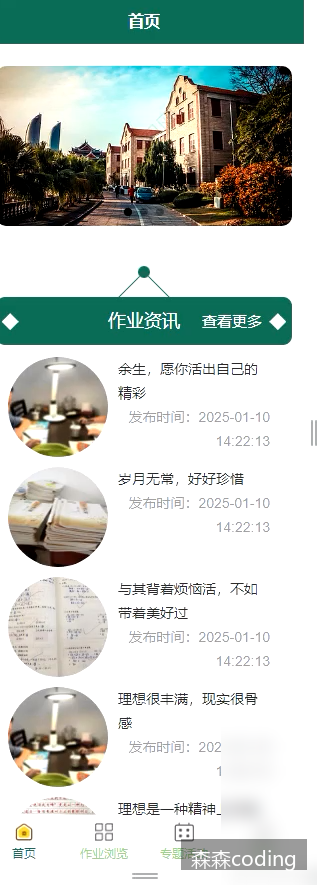 首页
作业资讯 查看更多
余生，愿你活出自己的
精彩
发布时间：2025-01-10
14:22:13
岁月无常，好好珍惜
发布时间：2025-01-10
14:22:13
与其背着烦恼活，不如
带着美好过
发布时间：2025-01-10
14:22:13
理想很丰满，现实很骨
感
发布时间：202
1
理想是一种精神
首页 作业浏览 专题
森森coding